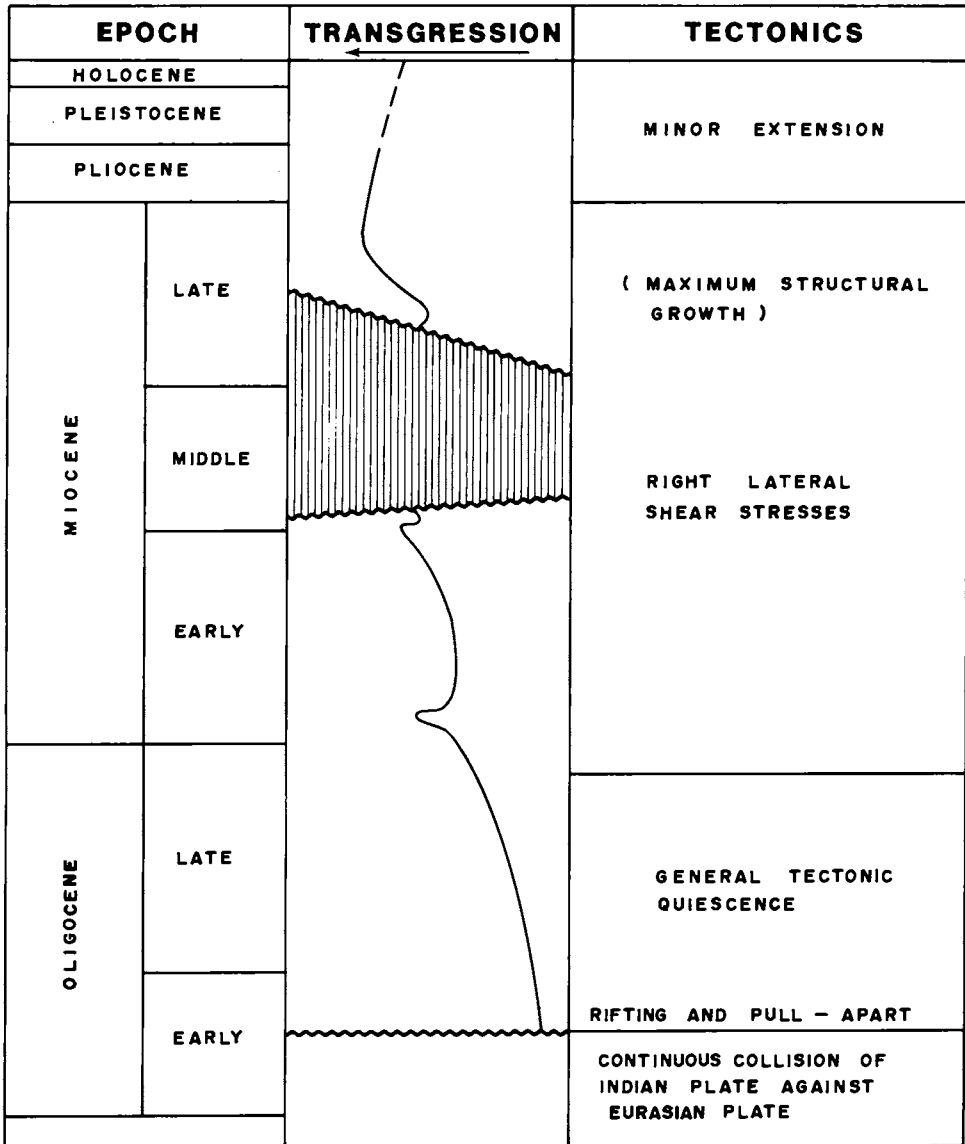 EPOCH
TRANSGRESSION
TECTONICS
HOLOCENE
PLEISTOCENE
PLIOCENE
MINOR EXTENSION
MIOCENE
LATE
( MAXIMUM STRUCTURAL
GROWTH )
MIDDLE
RIGHT LATERAL
SHEAR STRESSES
EARLY
OLIGOCENE
LATE
GENERAL TECTONIC
QUIESCENCE
EARLY
RIFTING AND PULL – APART
CONTINUOUS COLLISION OF
INDIAN PLATE AGAINST
EURASIAN PLATE